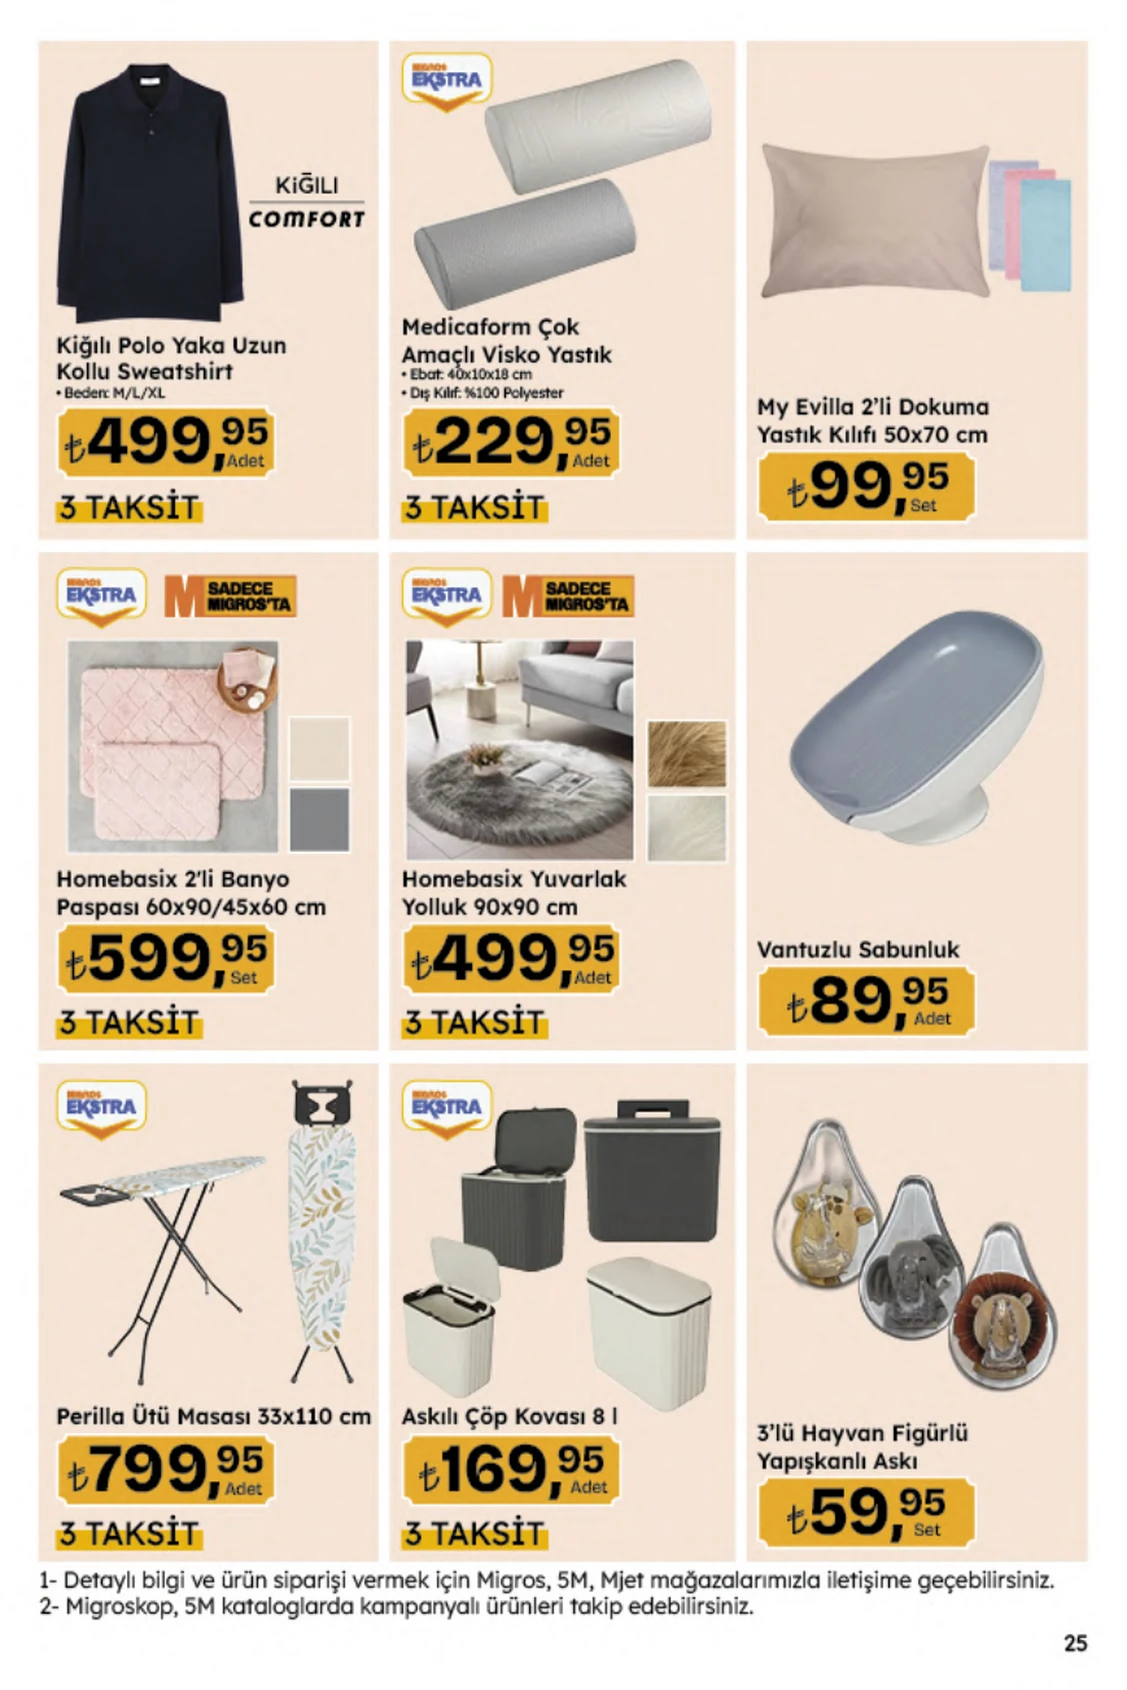 KİĞILI
COMFORT
Kiğılı Polo Yaka Uzun
Kollu Sweatshirt
• Beden: M/L/XL
₺499,95
Adet
3 TAKSİT
MIGROS
EKSTRA
Medicaform Çok
Amaçlı Visko Yastık
• Ebat: 40x10x18 cm
• Dış Kılıf: %100 Polyester
₺229,95
Adet
3 TAKSİT
My Evilla 2’li Dokuma
Yastık Kılıfı 50x70 cm
₺99,95
Set
MIGROS
EKSTRA
M SADECE
MIGROS'TA
Homebasix 2'li Banyo
Paspası 60x90/45x60 cm
₺599,95
Set
3 TAKSİT
MIGROS
EKSTRA
M SADECE
MIGROS'TA
Homebasix Yuvarlak
Yolluk 90x90 cm
₺499,95
Adet
3 TAKSİT
Vantuzlu Sabunluk
₺89,95
Adet
MIGROS
EKSTRA
Perilla Ütü Masası 33x110 cm
₺799,95
Adet
3 TAKSİT
MIGROS
EKSTRA
Askılı Çöp Kovası 8 l
₺169,95
Adet
3 TAKSİT
3’lü Hayvan Figürlü
Yapışkanlı Askı
₺59,95
Set
1- Detaylı bilgi ve ürün siparişi vermek için Migros, 5M, Mjet mağazalarımızla iletişime geçebilirsiniz.
2- Migroskop, 5M kataloglarda kampanyalı ürünleri takip edebilirsiniz.
25